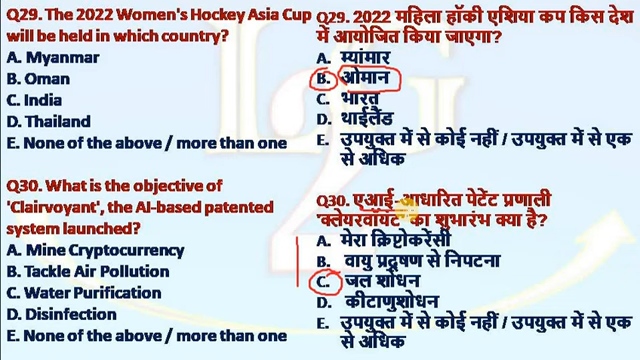 Q29. The 2022 Women's Hockey Asia Cup
will be held in which country?
A. Myanmar
B. Oman
C. India
D. Thailand
E. None of the above / more than one
Q30. What is the objective of
'Clairvoyant', the AI-based patented
system launched?
A. Mine Cryptocurrency
B. Tackle Air Pollution
C. Water Purification
D. Disinfection
E. None of the above / more than one
Q29. 2022 महिला हॉकी एशिया कप किस देश
में आयोजित किया जाएगा?
A. म्यांमार
B. ओमान
C. भारत
D. थाईलैंड
E. उपयुक्त में से कोई नहीं / उपयुक्त में से एक
से अधिक
Q30. एआई-आधारित पेटेंट प्रणाली
'क्लेयरवॉयंट' का शुभारंभ क्या है?
A. मेरा क्रिप्टोकरेंसी
B. वायु प्रदूषण से निपटना
C. जल शोधन
D. कीटाणुशोधन
E. उपयुक्त में से कोई नहीं / उपयुक्त में से एक
से अधिक